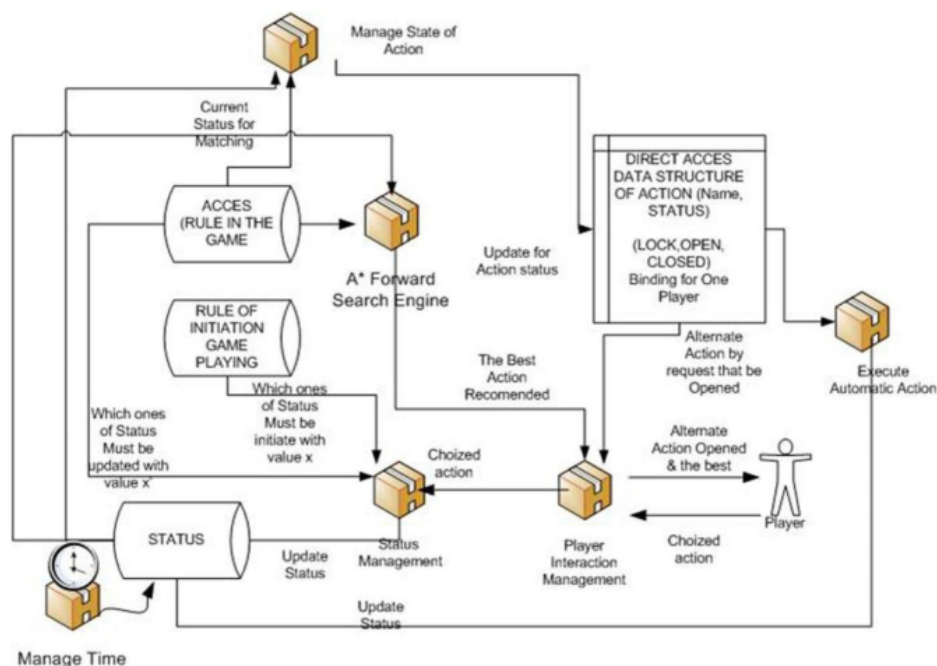 Manage State of
Action
Current
Status for
Matching
DIRECT ACCES
DATA STRUCTURE
OF ACTION (Name,
STATUS)
(LOCK,OPEN,
CLOSED)
Binding for One
Player
ACCES
(RULE IN THE
GAME
Update for
Action status
A* Forward
Search Engine
RULE OF
INITIATION
GAME
PLAYING
Alternate
Action by
request that be
Opened
Execute
Automatic Action
The Best
Action
Recomended
Which ones
of Status
Must be
initiate with
value x
Which ones
of Status
Must be
updated with
value x'
Choized
action
Alternate
Action Opened
& the best
Player
STATUS
Update
Status
Status
Management
Player
Interaction
Management
Choized
action
Update
Status
Manage Time